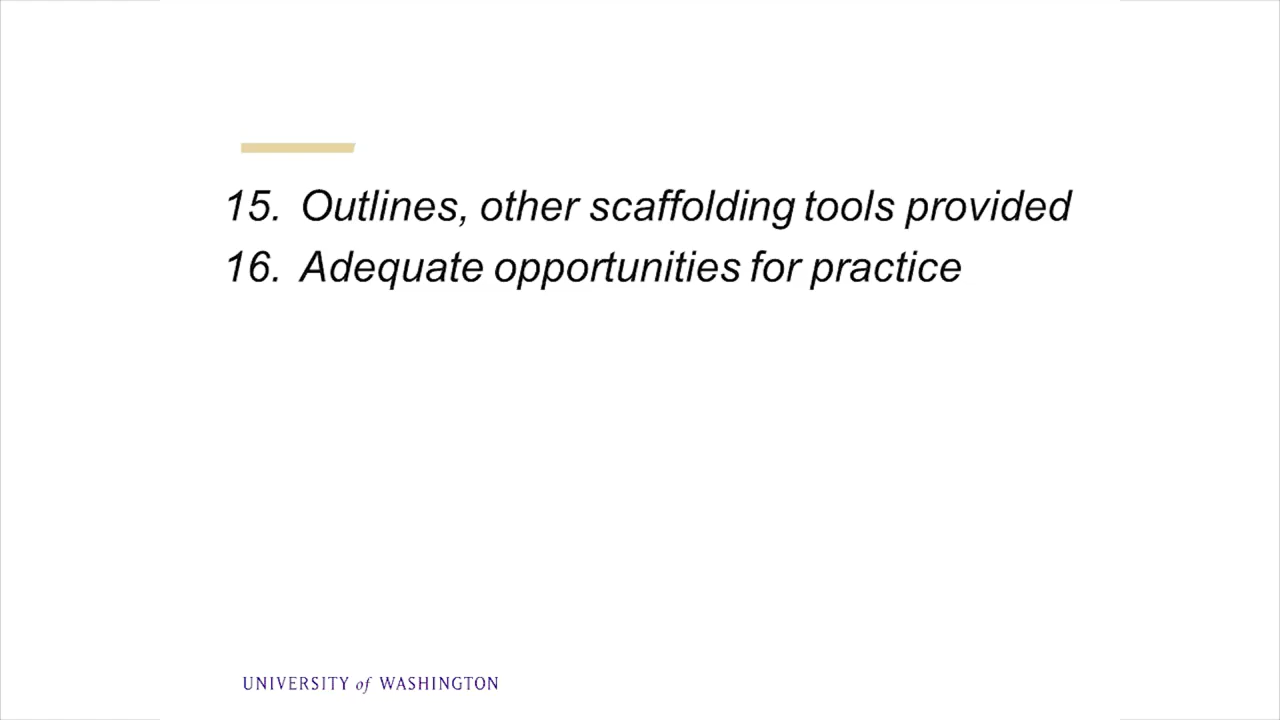 15. Outlines, other scaffolding tools provided
16. Adequate opportunities for practice
UNIVERSITY of WASHINGTON